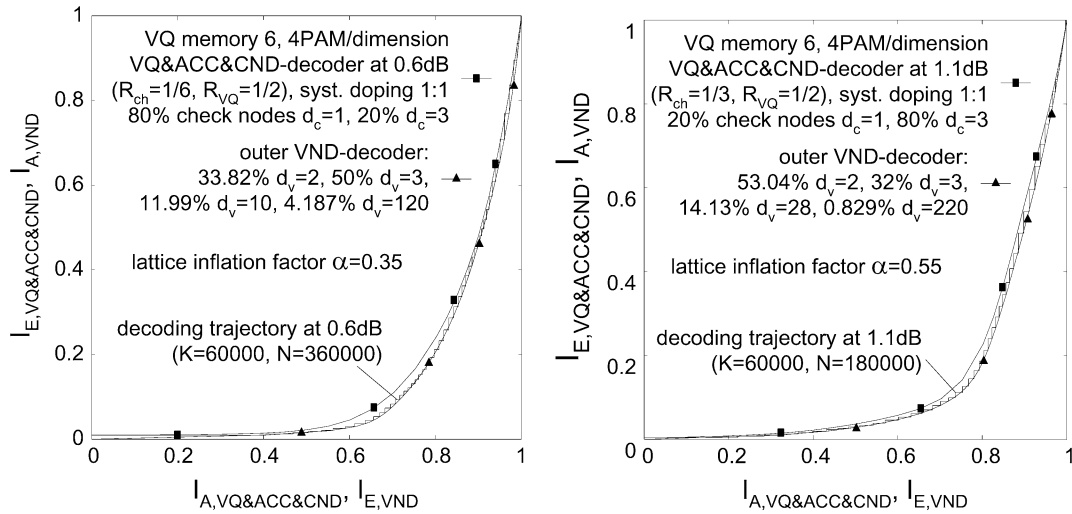 VQ memory 6, 4PAM/dimension
VQ&ACC&CND-decoder at 0.6dB
(R_ch=1/6, R_VQ=1/2), syst. doping 1:1
80% check nodes d_c=1, 20% d_c=3
outer VND-decoder:
33.82% d_v=2, 50% d_v=3,
11.99% d_v=10, 4.187% d_v=120
lattice inflation factor α=0.35
decoding trajectory at 0.6dB
(K=60000, N=360000)
I_E,VQ&ACC&CND, I_A,VND
1
0.8
0.6
0.4
0.2
0
0 0.2 0.4 0.6 0.8 1
I_A,VQ&ACC&CND, I_E,VND
VQ memory 6, 4PAM/dimension
VQ&ACC&CND-decoder at 1.1dB
(R_ch=1/3, R_VQ=1/2), syst. doping 1:1
20% check nodes d_c=1, 80% d_c=3
outer VND-decoder:
53.04% d_v=2, 32% d_v=3,
14.13% d_v=28, 0.829% d_v=220
lattice inflation factor α=0.55
decoding trajectory at 1.1dB
(K=60000, N=180000)
I_E,VQ&ACC&CND, I_A,VND
1
0.8
0.6
0.4
0.2
0
0 0.2 0.4 0.6 0.8 1
I_A,VQ&ACC&CND, I_E,VND